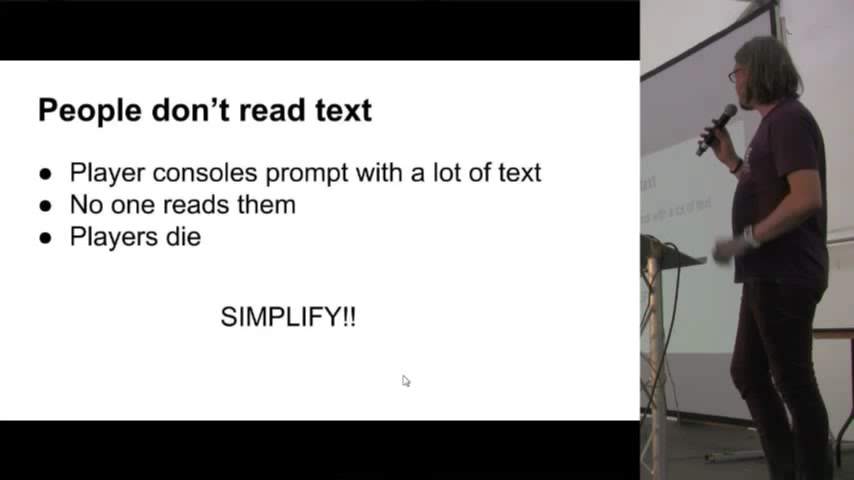 People don't read text
● Player consoles prompt with a lot of text
● No one reads them
● Players die
SIMPLIFY!!